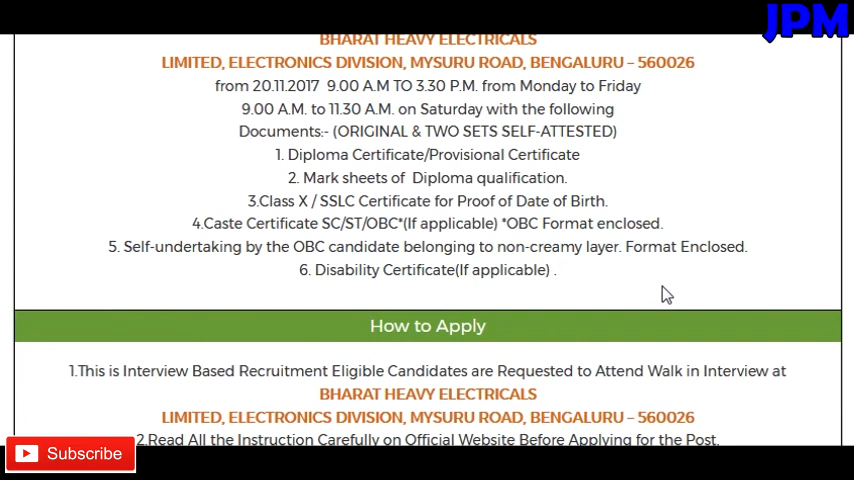 JPM
BHARAT HEAVY ELECTRICALS
LIMITED, ELECTRONICS DIVISION, MYSURU ROAD, BENGALURU – 560026
from 20.11.2017 9.00 A.M TO 3.30 P.M. from Monday to Friday
9.00 A.M. to 11.30 A.M. on Saturday with the following
Documents:- (ORIGINAL & TWO SETS SELF-ATTESTED)
1. Diploma Certificate/Provisional Certificate
2. Mark sheets of Diploma qualification.
3.Class X / SSLC Certificate for Proof of Date of Birth.
4.Caste Certificate SC/ST/OBC*(If applicable) *OBC Format enclosed.
5. Self-undertaking by the OBC candidate belonging to non-creamy layer. Format Enclosed.
6. Disability Certificate(If applicable) .
How to Apply
1.This is Interview Based Recruitment Eligible Candidates are Requested to Attend Walk in Interview at
BHARAT HEAVY ELECTRICALS
LIMITED, ELECTRONICS DIVISION, MYSURU ROAD, BENGALURU – 560026
2.Read All the Instruction Carefully on Official Website Before Applying for the Post.
Subscribe